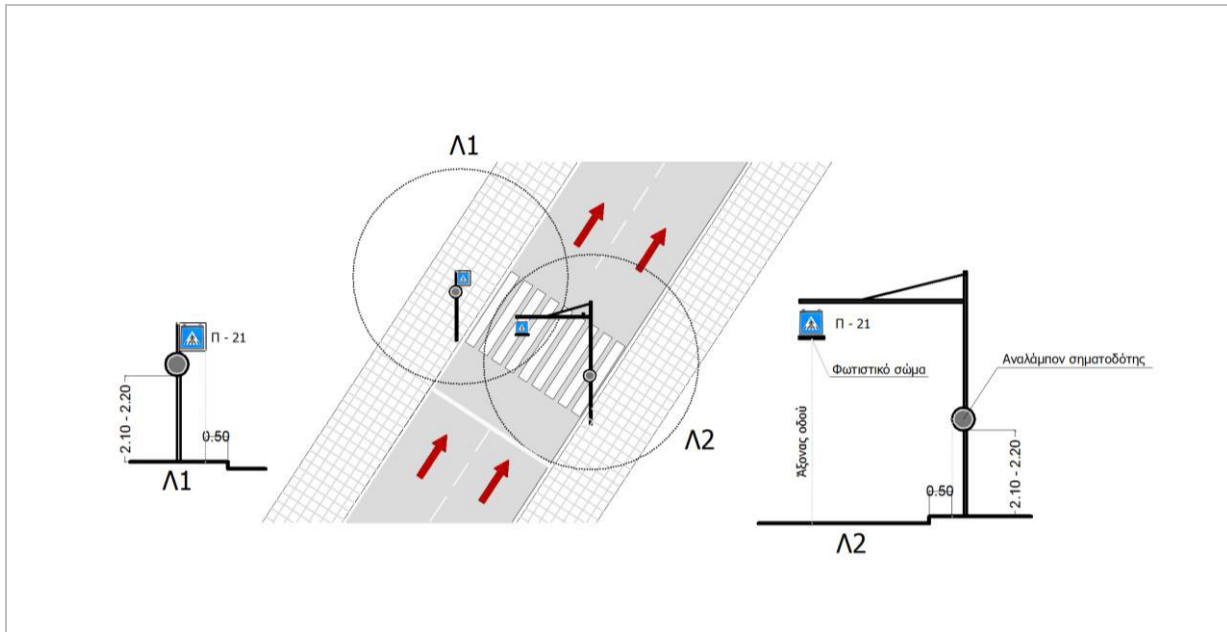 Λ1
Π - 21
2.10 - 2.20
0.50
Λ1
Λ2
Π - 21
Φωτιστικό σώμα
Αναλάμπον σηματοδότης
Άξονας οδού
0.50
2.10 - 2.20
Λ2